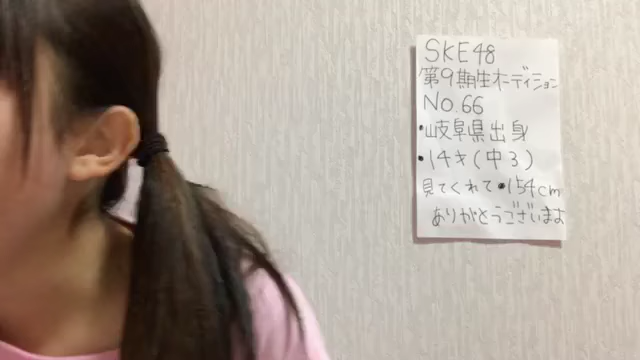 SKE48
第9期生オーディション
NO.66
・岐阜県出身
・14才(中3)
見てくれて・154cm
ありがとうございます